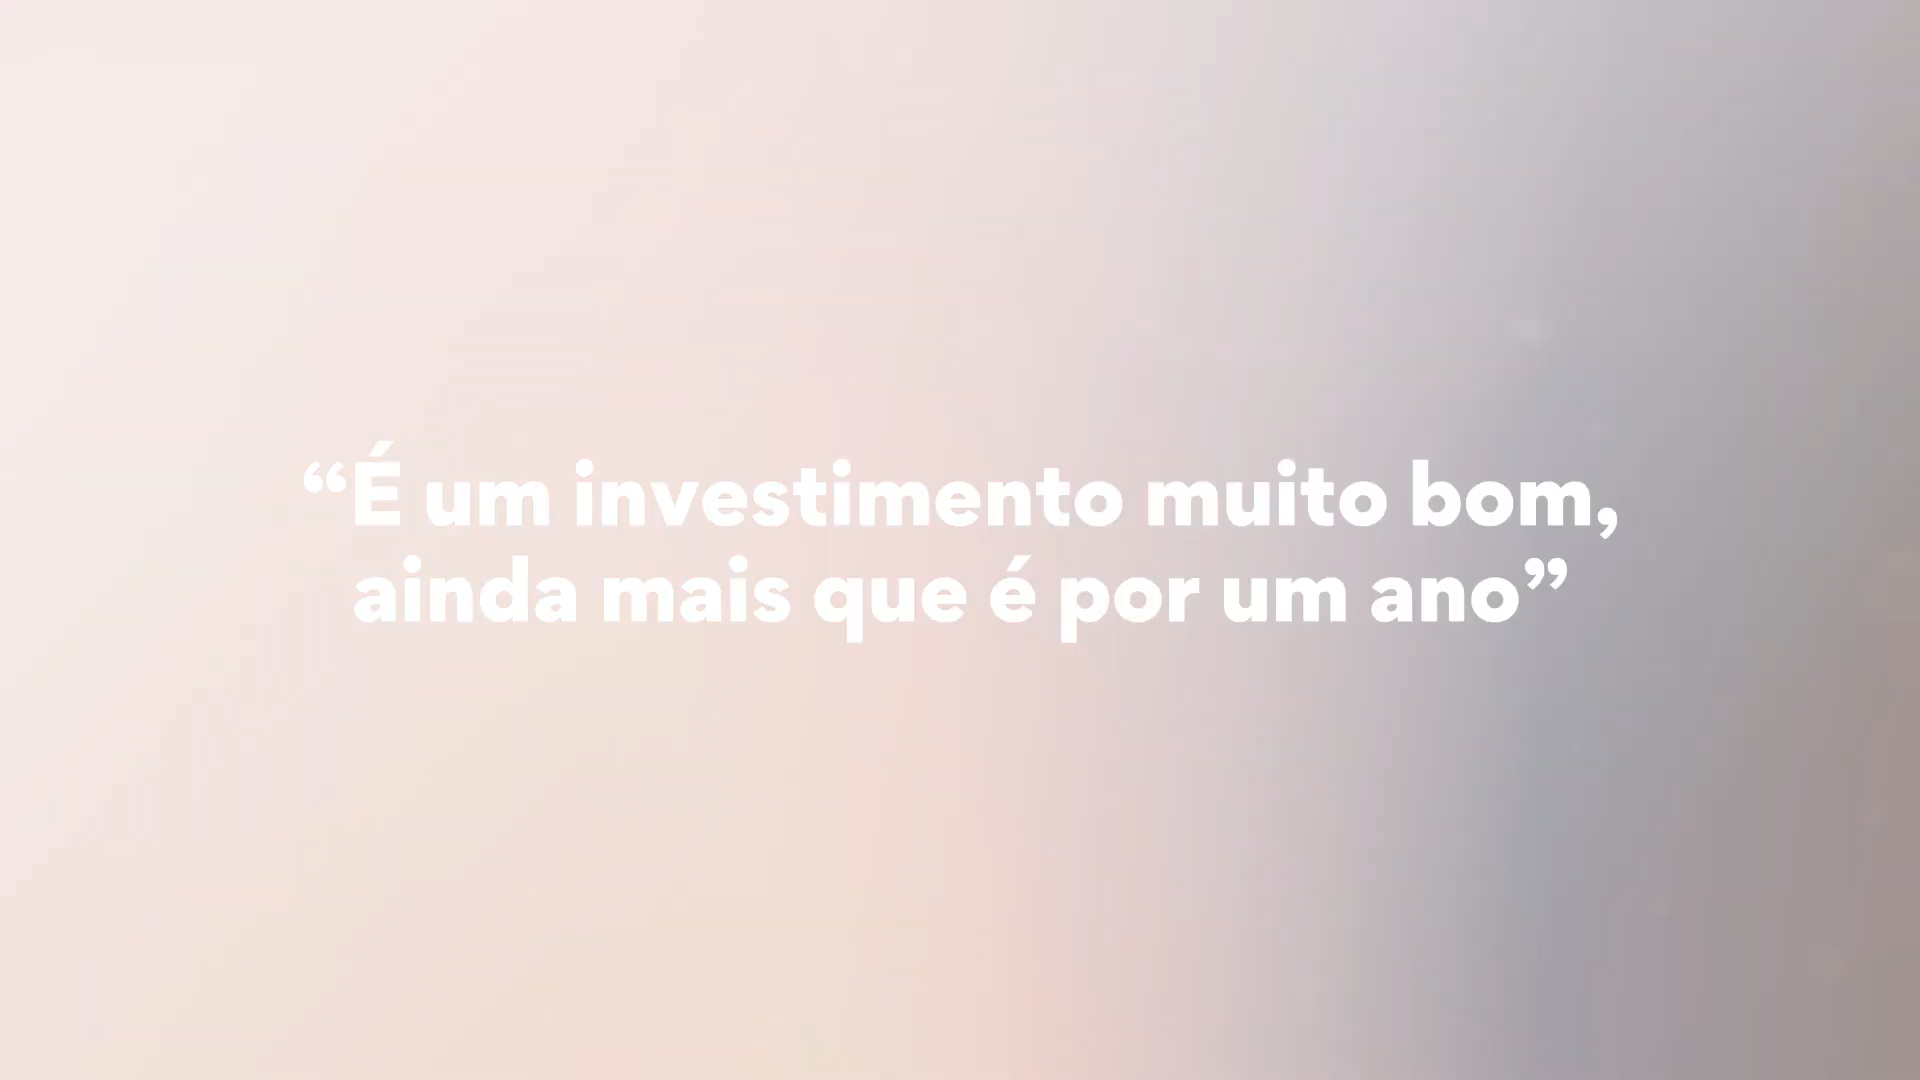 “É um investimento muito bom,
ainda mais que é por um ano”